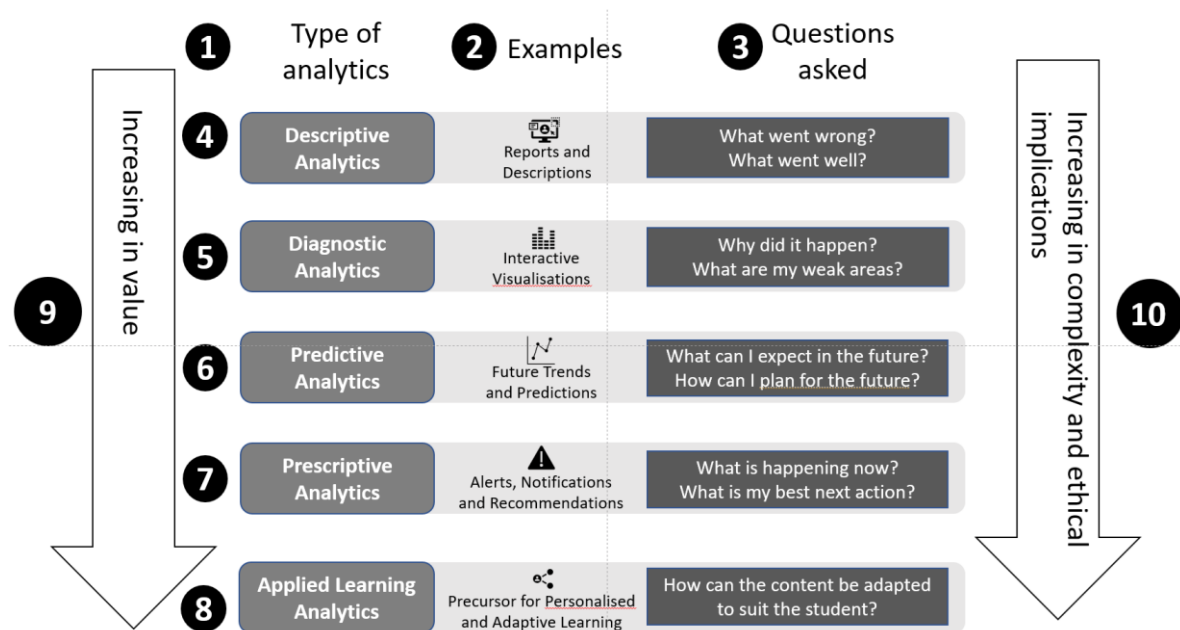 1
Type of
analytics
2
Examples
3
Questions
asked
Increasing in value
9
4
Descriptive
Analytics
Reports and
Descriptions
What went wrong?
What went well?
5
Diagnostic
Analytics
Interactive
Visualisations
Why did it happen?
What are my weak areas?
6
Predictive
Analytics
Future Trends
and Predictions
What can I expect in the future?
How can I plan for the future?
7
Prescriptive
Analytics
Alerts, Notifications
and Recommendations
What is happening now?
What is my best next action?
8
Applied Learning
Analytics
Precursor for Personalised
and Adaptive Learning
How can the content be adapted
to suit the student?
Increasing in complexity and ethical
implications
10